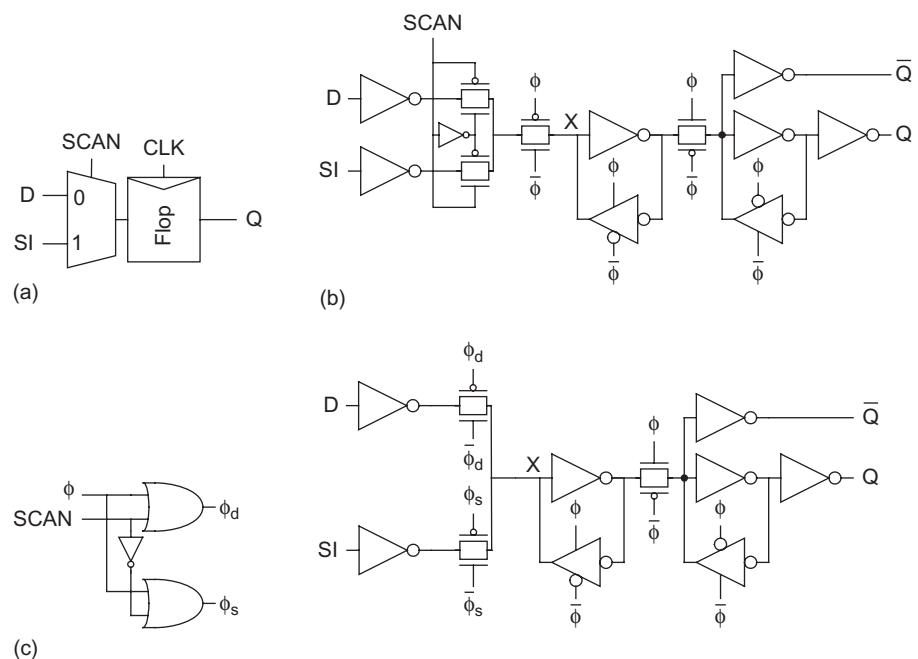 SCAN CLK
D 0
SI 1
Flop
Q
(a)
SCAN
D
SI
ϕ
ϕ̅
X
ϕ
ϕ̅
ϕ
ϕ̅
ϕ
ϕ̅
Q̅
Q
(b)
ϕ
SCAN
ϕd
ϕs
(c)
D
SI
ϕd
ϕ̅d
ϕs
ϕ̅s
X
ϕ
ϕ̅
ϕ
ϕ̅
ϕ
ϕ̅
Q̅
Q